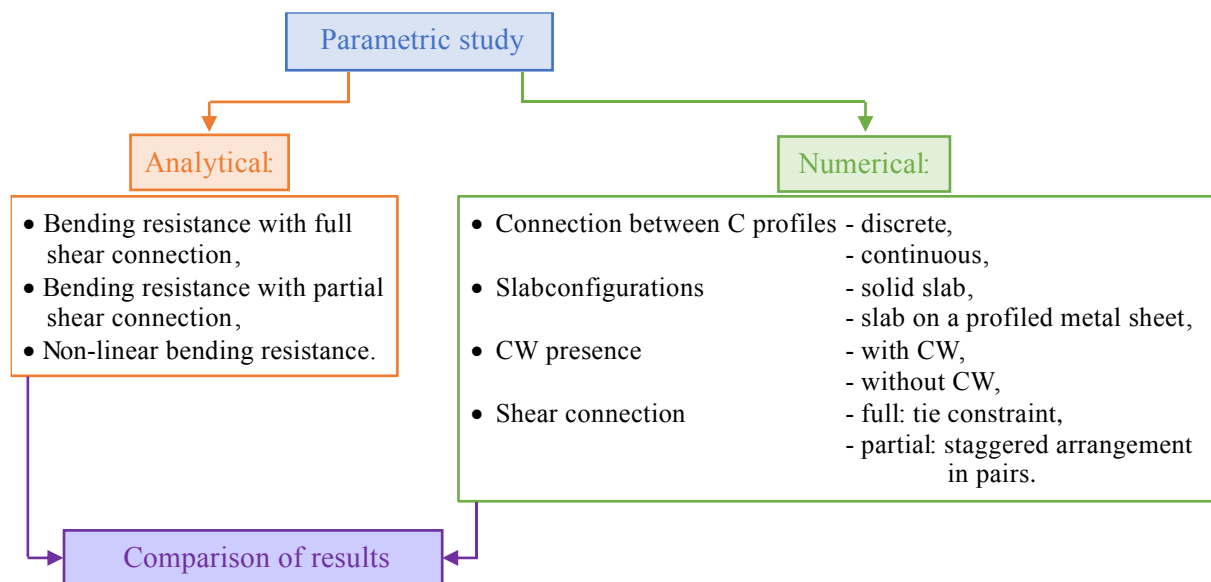 Parametric study
Analytical:
• Bending resistance with full
shear connection,
• Bending resistance with partial
shear connection,
• Non-linear bending resistance.
Numerical:
• Connection between C profiles - discrete,
- continuous,
• Slabconfigurations - solid slab,
- slab on a profiled metal sheet,
• CW presence - with CW,
- without CW,
• Shear connection - full: tie constraint,
- partial: staggered arrangement
in pairs.
Comparison of results